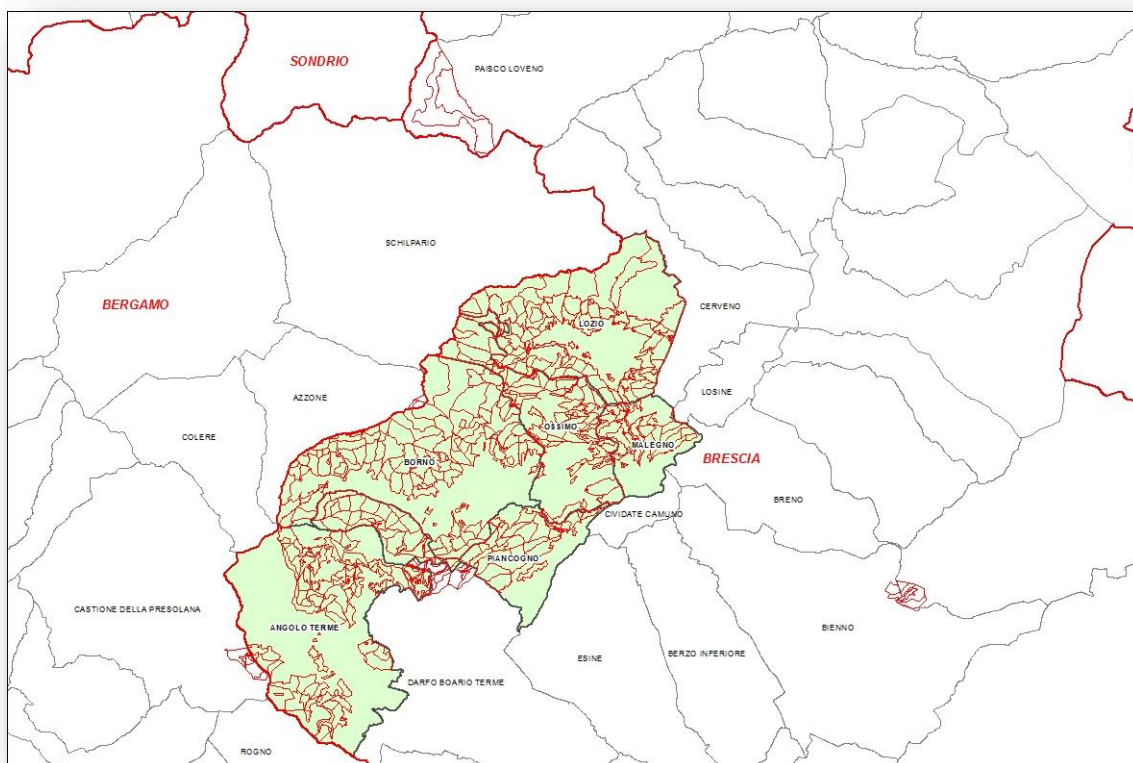 SONDRIO
PAISCO LOVENO
SCHILPARIO
BERGAMO
CERVENO
LOZIO
AZZONE
LOSINE
COLERE
OSSIMO
MALEGNO
BORNO
BRESCIA
BRENO
CIVIDATE CAMUNO
PIANCOGNO
CASTIONE DELLA PRESOLANA
ANGOLO TERME
BIENNO
BERZO INFERIORE
ESINE
DARFO BOARIO TERME
ROGNO